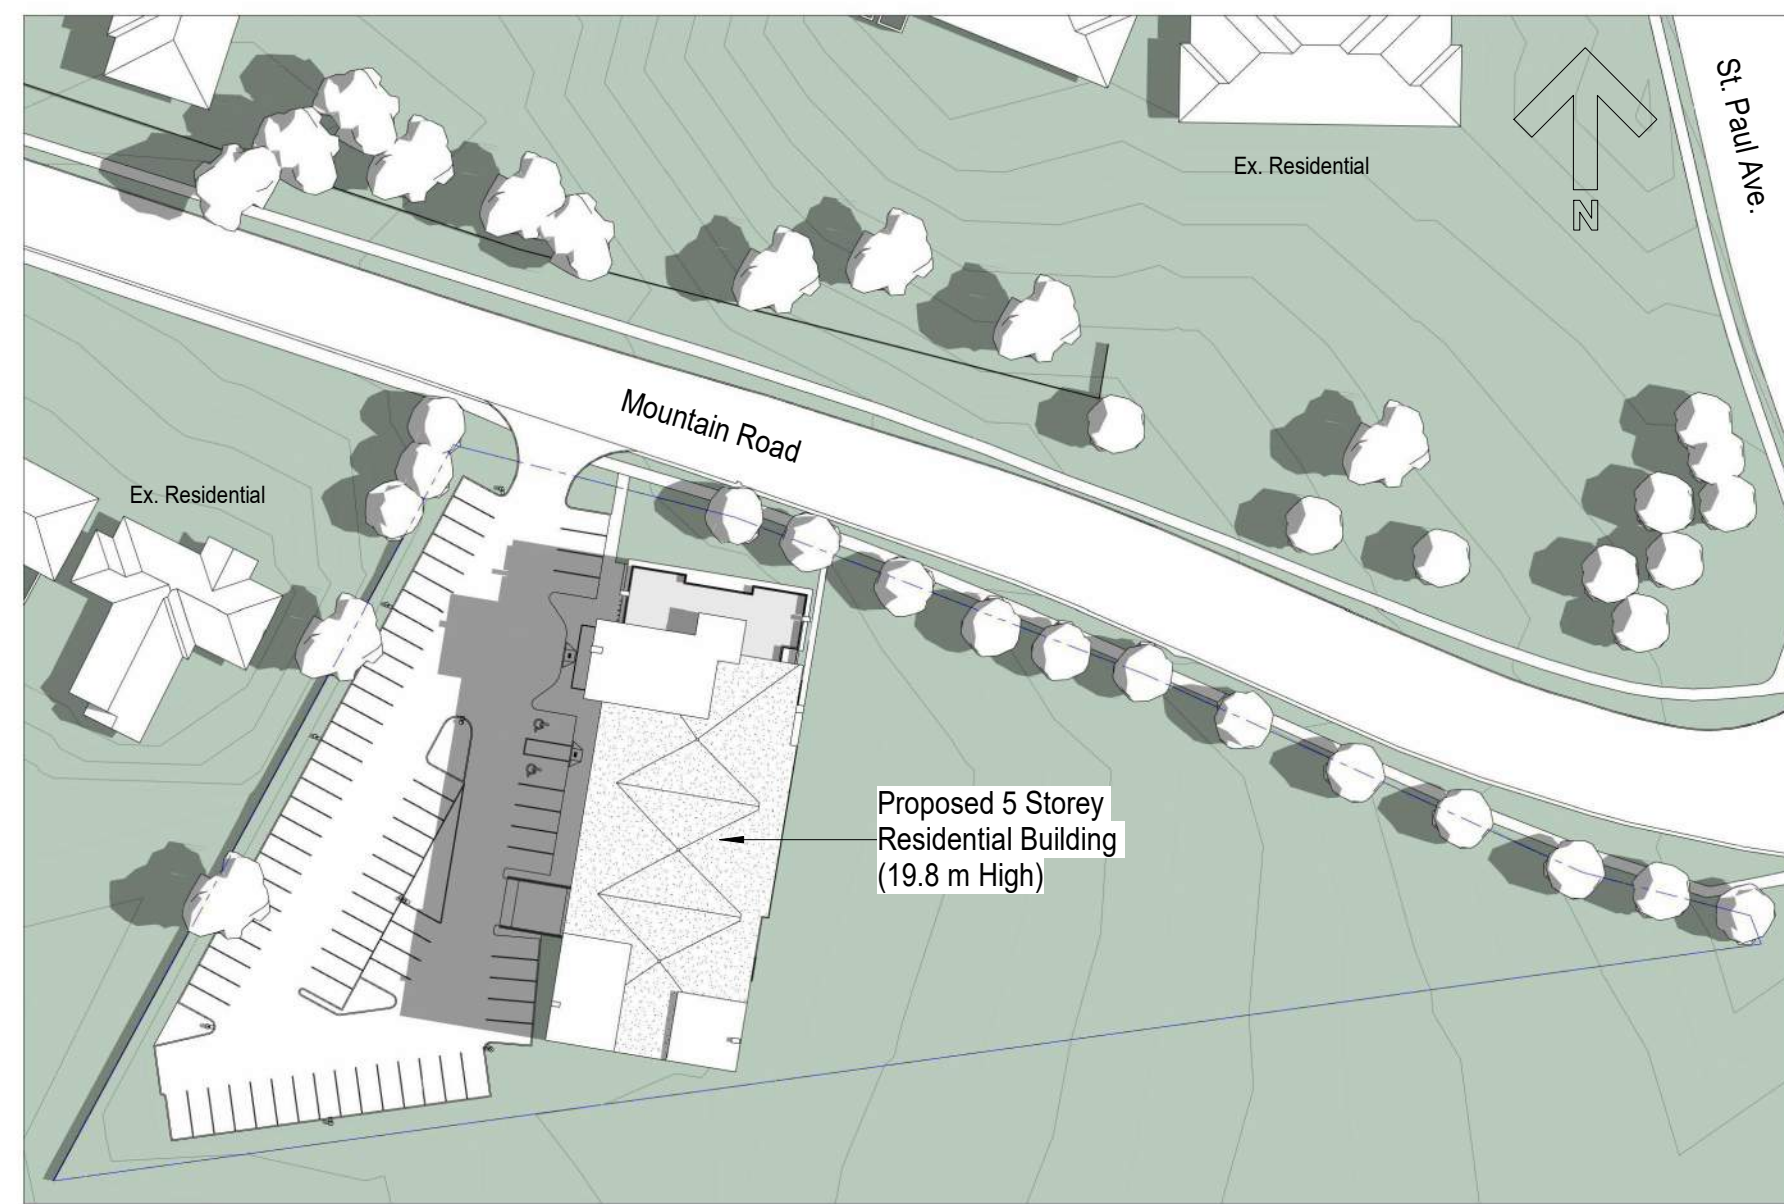 St. Paul Ave.
Ex. Residential
N
Mountain Road
Ex. Residential
Proposed 5 Storey
Residential Building
(19.8 m High)